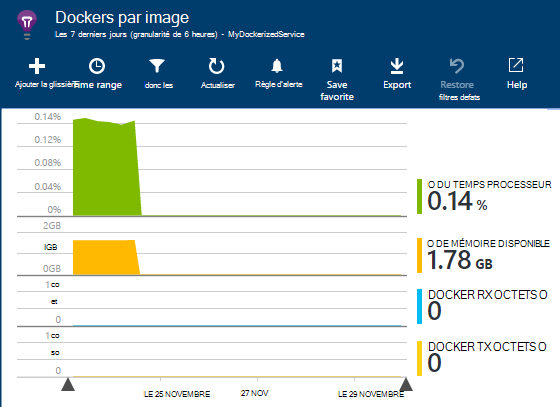 Dockers par image
Les 7 derniers jours (granularité de 6 heures) - MyDockerizedService
Ajouter la glissière
Time range
donc les
Actualiser
Règle d'alerte
Save favorite
Export
Restore
filtres defats
Help
0.14%
0.12%
0.08%
0.04%
0%
2GB
IGB
0GB
1 co
et
0
1 co
so
0
O DU TEMPS PROCESSEUR
0.14 %
O DE MÉMOIRE DISPONIBLE
1.78 GB
DOCKER RX OCTETS O
0
DOCKER TX OCTETS O
0
LE 25 NOVEMBRE
27 NOV
LE 29 NOVEMBRE